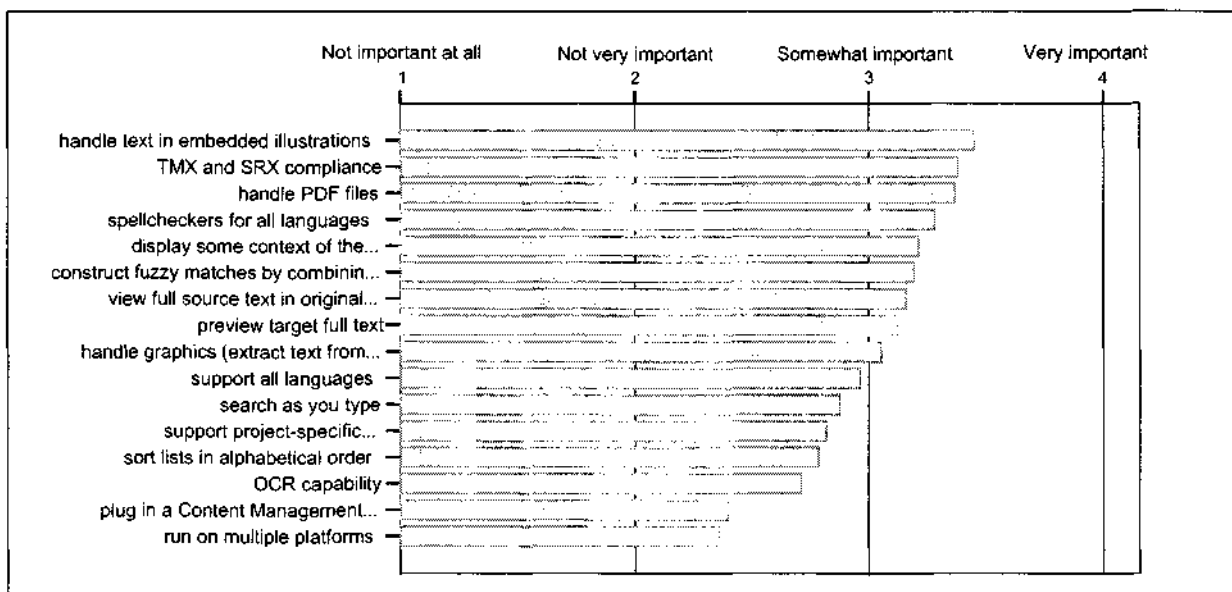 Not important at all Not very important Somewhat important Very important
1 2 3 4
handle text in embedded illustrations
TMX and SRX compliance
handle PDF files
spellcheckers for all languages
display some context of the...
construct fuzzy matches by combinin...
view full source text in original...
preview target full text
handle graphics (extract text from...
support all languages
search as you type
support project-specific...
sort lists in alphabetical order
OCR capability
plug in a Content Management...
run on multiple platforms